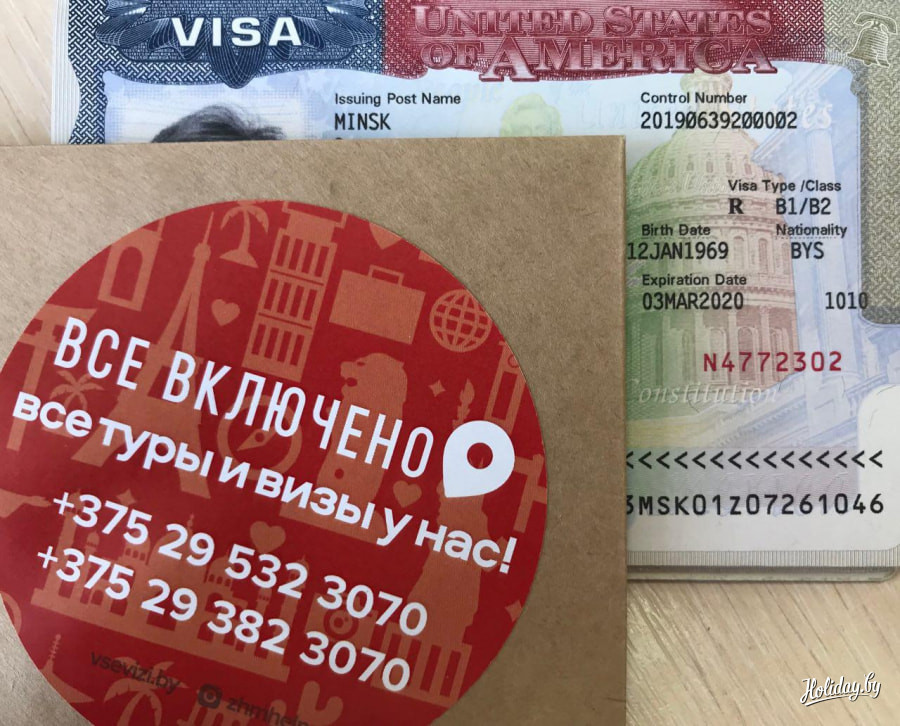 VISA
UNITED STATES
OF AMERICA
Issuing Post Name
MINSK
Control Number
20190639200002
Visa Type /Class
R B1/B2
Birth Date
12JAN1969
Nationality
BYS
Expiration Date
03MAR2020
1010
N4772302
onstitution
<<<<<<<<<<<<<<<
3MSK01Z07261046
ВСЕ ВКЛЮЧЕНО
все туры и визы у нас!
+375 29 532 3070
+375 29 382 3070
vsevizi.by
Holiday.by